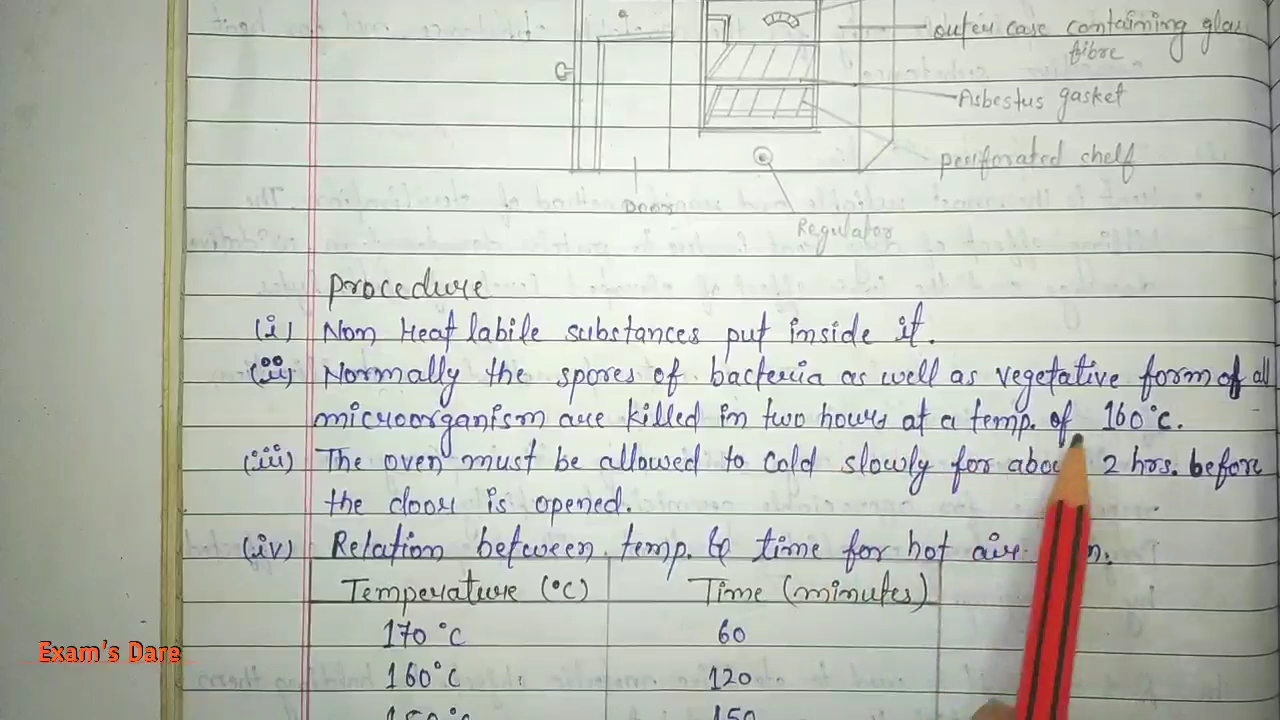 outer case containing glass
fibre
Asbestus gasket
perforated shelf
Door
Regulator
Procedure
(i) Non Heat labile substances put inside it.
(ii) Normally the spores of bacteria as well as vegetative form of all
microorganism are killed in two hours at a temp. of 160°C.
(iii) The oven must be allowed to cold slowly for 2 hrs. before
the door is opened.
(iv) Relation between temp. & time for hot air
Temperature (°C) Time (minutes)
170°C 60
160°C 120
150
Exam's Dare